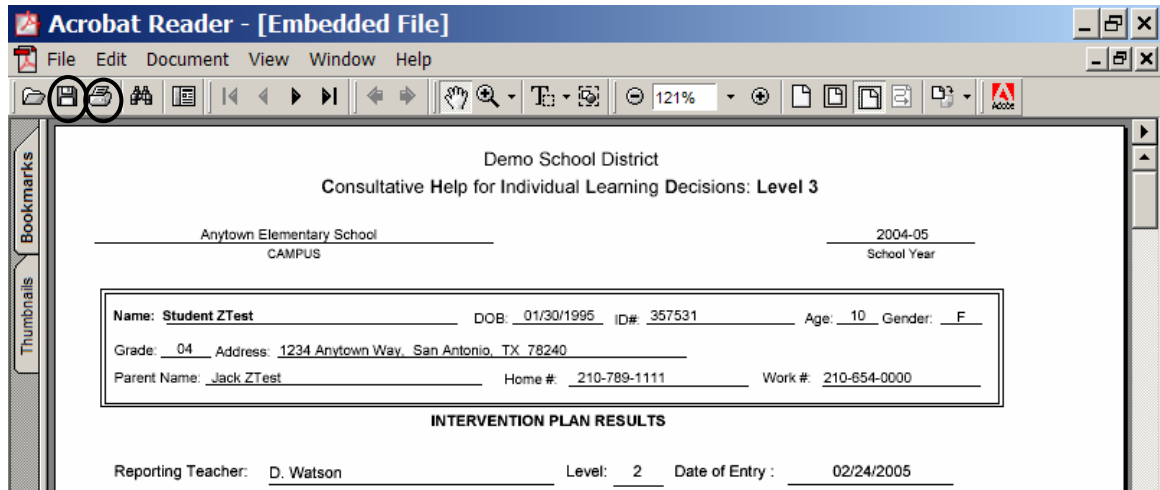 Acrobat Reader - [Embedded File]
File Edit Document View Window Help
121%
Adobe
Bookmarks
Thumbnails
Demo School District
Consultative Help for Individual Learning Decisions: Level 3
Anytown Elementary School 2004-05
CAMPUS School Year
Name: Student ZTest DOB: 01/30/1995 ID#: 357531 Age: 10 Gender: F
Grade: 04 Address: 1234 Anytown Way, San Antonio, TX 78240
Parent Name: Jack ZTest Home #: 210-789-1111 Work #: 210-654-0000
INTERVENTION PLAN RESULTS
Reporting Teacher: D. Watson Level: 2 Date of Entry : 02/24/2005